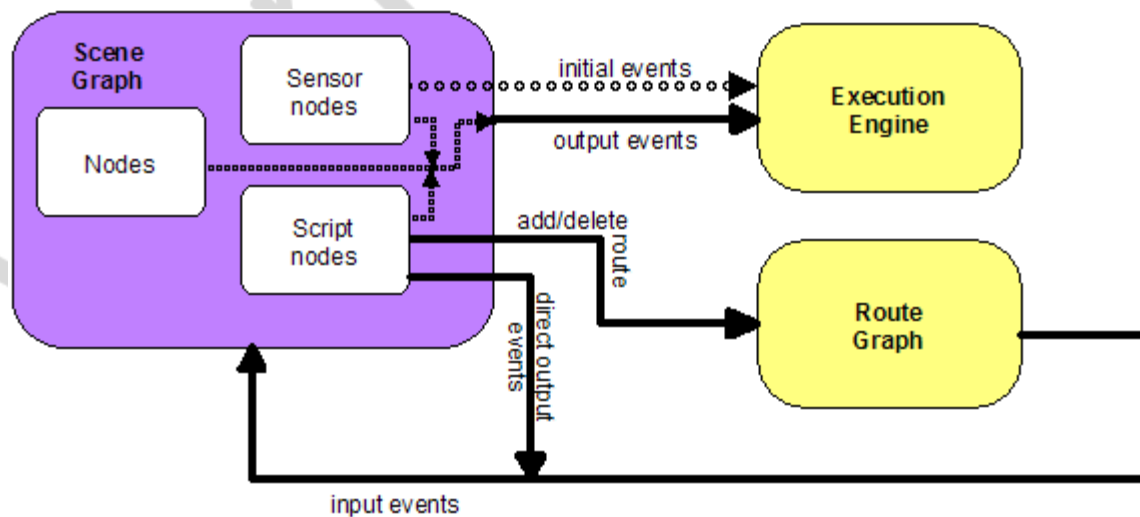 Scene
Graph
Sensor
nodes
Nodes
Script
nodes
initial events
output events
Execution
Engine
add/delete
route
direct output
events
Route
Graph
input events